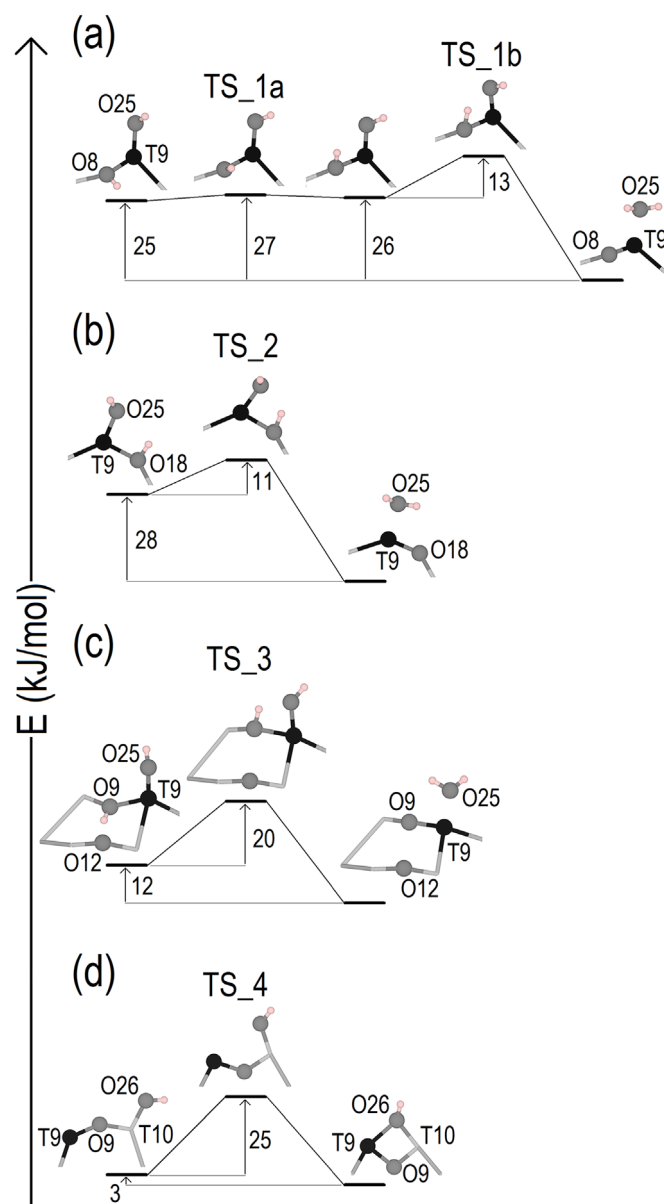 (a)
TS_1a
TS_1b
O25
O8
T9
O25
O8
T9
25
27
26
13
(b)
TS_2
O25
T9
O18
O25
T9
O18
28
11
E (kJ/mol)
(c)
TS_3
O25
O9
T9
O12
O25
O9
T9
O12
12
20
(d)
TS_4
O26
T9
O9
T10
O26
T9
T10
O9
3
25